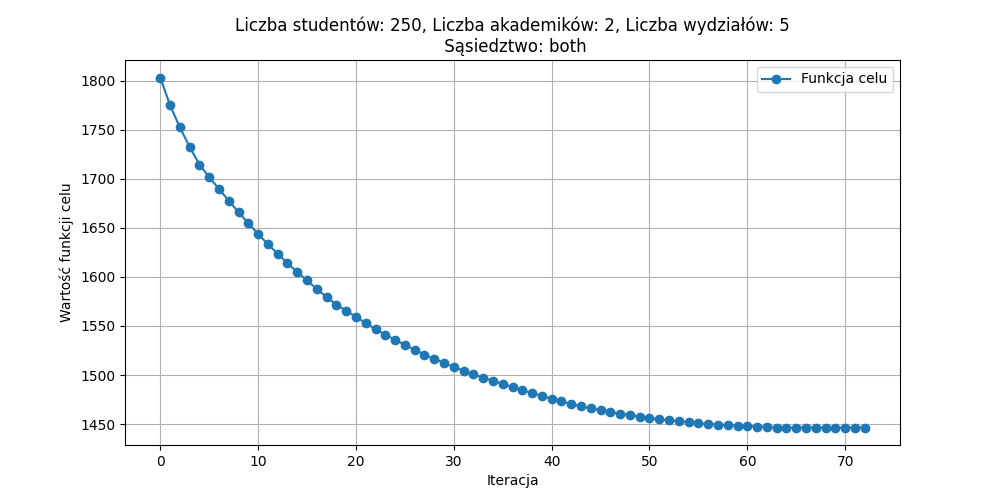 Liczba studentów: 250, Liczba akademików: 2, Liczba wydziałów: 5
Sąsiedztwo: both
Funkcja celu
Wartość funkcji celu
1800
1750
1700
1650
1600
1550
1500
1450
0 10 20 30 40 50 60 70
Iteracja